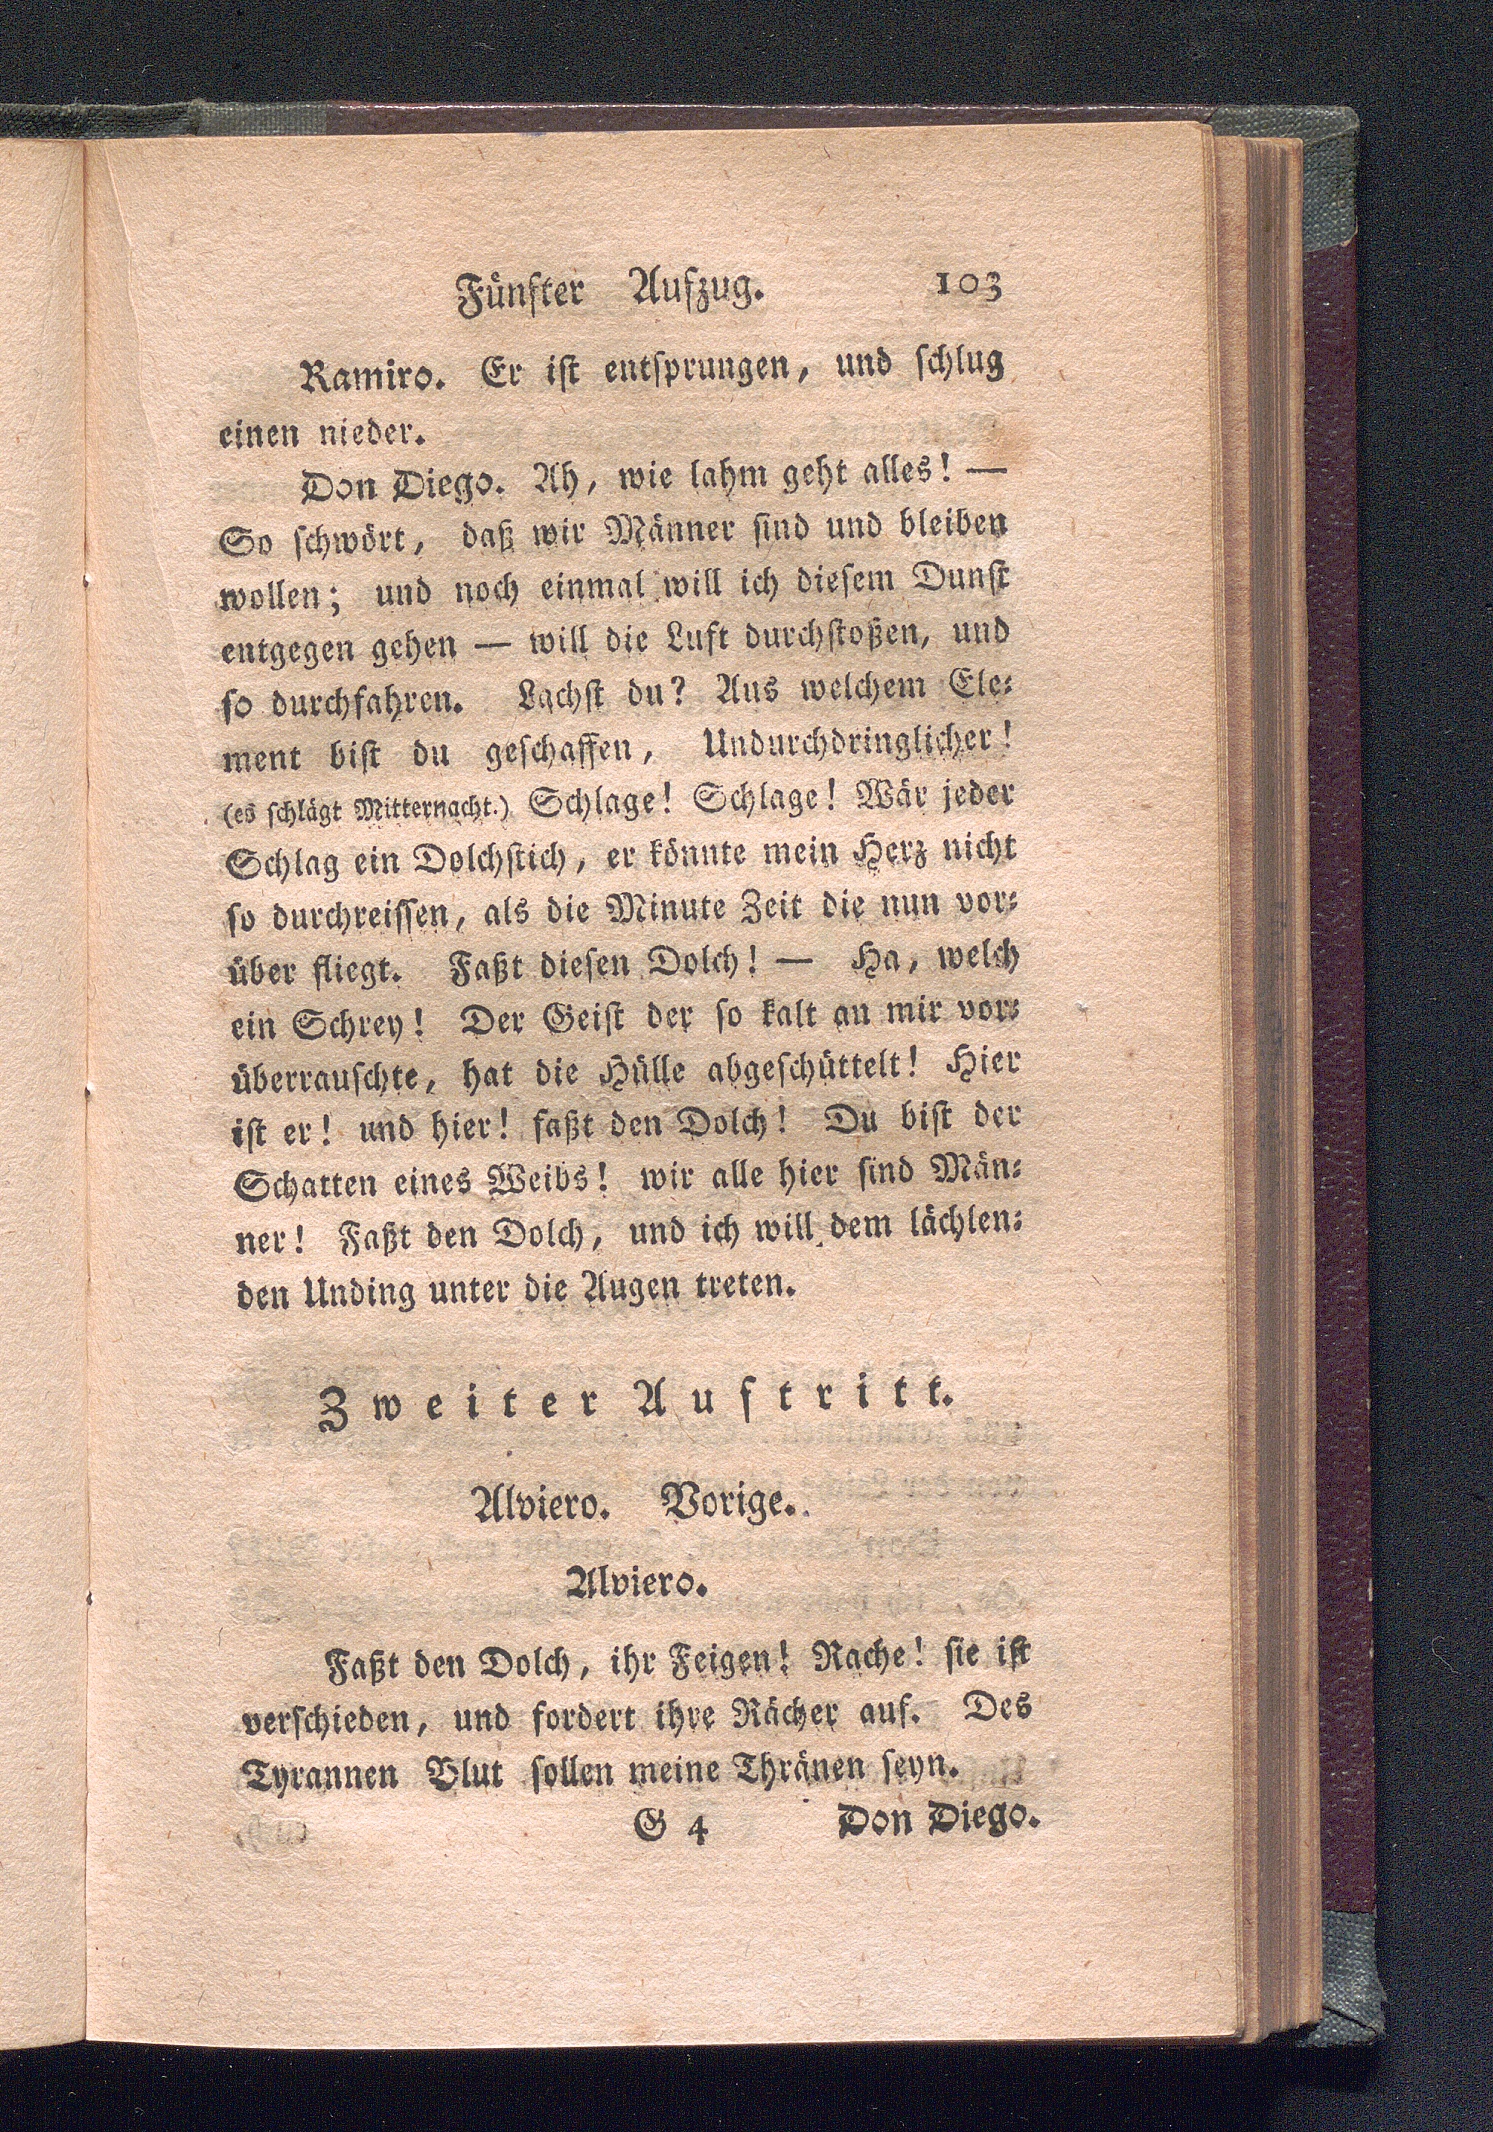 Fünfter Aufzug. 103
Ramiro. Er iſt entſprungen, und ſchlug
einen nieder.
Don Diego. Ah, wie lahm geht alles! —
So ſchwört, daß wir Männer ſind und bleiben
wollen; und noch einmal will ich dieſem Dunſt
entgegen gehen — will die Luft durchſtoßen, und
ſo durchfahren. Lachſt du? Aus welchem Ele⸗
ment biſt du geſchaffen, Undurchdringlicher!
(es ſchlägt Mitternacht.) Schlage! Schlage! Wär jeder
Schlag ein Dolchſtich, er könnte mein Herz nicht
ſo durchreiſſen, als die Minute Zeit die nun vor⸗
über fliegt. Faßt dieſen Dolch! — Ha, welch
ein Schrey! Der Geiſt der ſo kalt an mir vor⸗
überrauſchte, hat die Hülle abgeſchüttelt! Hier
iſt er! und hier! faßt den Dolch! Du biſt der
Schatten eines Weibs! wir alle hier ſind Män⸗
ner! Faßt den Dolch, und ich will dem lächlen⸗
den Unding unter die Augen treten.
Zweiter Auftritt.
Alviero. Vorige.
Alviero.
Faßt den Dolch, ihr Feigen! Rache! ſie iſt
verſchieden, und fordert ihre Rächer auf. Des
Tyrannen Blut ſollen meine Thränen ſeyn.
G 4 Don Diego.